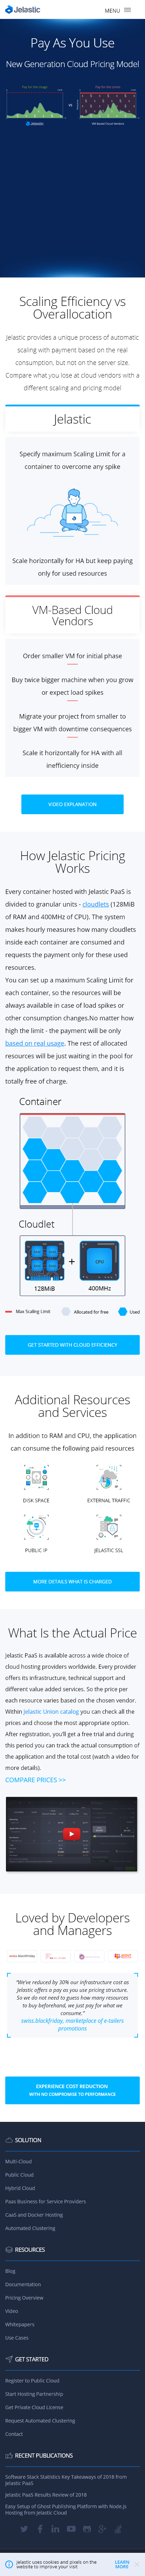 Jelastic
MENU
Pay As You Use
New Generation Cloud Pricing Model
vs
Scaling Efficiency vs
Overallocation
Jelastic provides a unique process of automatic
scaling with payment based on the real
consumption, but not on the server size.
Compare what you lose at cloud vendors with a
different scaling and pricing model
Jelastic
Specify maximum Scaling Limit for a
container to overcome any spike
Scale horizontally for HA but keep paying
only for used resources
VM-Based Cloud
Vendors
Order smaller VM for initial phase
Buy twice bigger machine when you grow
or expect load spikes
Migrate your project from smaller to
bigger VM with downtime consequences
Scale it horizontally for HA with all
inefficiency inside
VIDEO EXPLANATION
How Jelastic Pricing
Works
Every container hosted with Jelastic PaaS is
divided to granular units - cloudlets (128MiB
of RAM and 400MHz of CPU). The system
makes hourly measures how many cloudlets
inside each container are consumed and
requests the payment only for these
resources.
You can set up a maximum Scaling Limit for
each container, so the resources will be
always available in case of load spikes or
other consumption changes.No matter how
high the limit - the payment will be only
based on real usage. The rest of allocated
resources will be just waiting in the pool for
for the application to request them, and it is
totally free of charge.
Container
Cloudlet
CPU
128MiB
+
400MHz
Max Scaling Limit
Allocated for free
Used
GET STARTED WITH CLOUD EFFICIENCY
Additional Resources
and Services
In addition to RAM and CPU, the application
can consume the following paid resources
DISK SPACE
EXTERNAL TRAFFIC
PUBLIC IP
JELASTIC SSL
MORE DETAILS WHAT IS CHARGED
What Is the Actual Price
Jelastic PaaS is available across a wide choice of
cloud hosting providers worldwide. Every provider
offers its infrastructure, technical support and
different value added services. So the price per
resource varies based on the chosen vendor.
Within Jelastic Union catalog you can check all the
prices and choose the most appropriate option.
After registration, you'll get a free trial and during
this period you can track the actual consumption of
the application and the total cost (watch a video for
more details).
COMPARE PRICES >>
Loved by Developers
and Managers
"We've reduced by 30% an infrastructure cost as
Jelastic offers a pay as you use pricing structure.
So we do not need to guess how many resources
to buy beforehand, we just pay for what we
consume."
swiss.blackfriday, marketplace of e-tailers
promotions
EXPERIENCE COST REDUCTION
WITH NO COMPROMISE TO PERFORMANCE
SOLUTION
Multi-Cloud
Public Cloud
Hybrid Cloud
Paas Business for Service Providers
CaaS and Docker Hosting
Automated Clustering
RESOURCES
Blog
Documentation
Pricing Overview
Video
Whitepapers
Use Cases
GET STARTED
Register to Public Cloud
Start Hosting Partnership
Get Private Cloud License
Request Automated Clustering
Contact
RECENT PUBLICATIONS
Software Stack Statistics Key Takeaways of 2018 from
Jelastic PaaS
Jelastic PaaS Results Review of 2018
Easy Setup of Ghost Publishing Platform with Node.js
Hosting from Jelastic Cloud
Jelastic uses cookies and pixels on the
website to improve your visit
LEARN
MORE